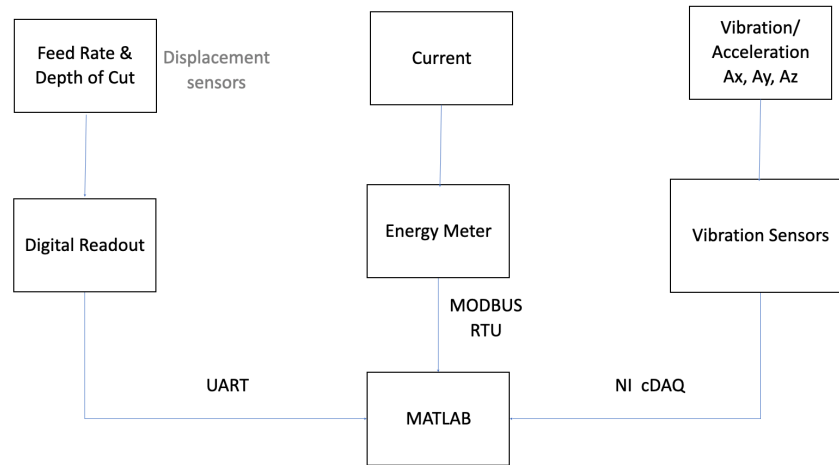 Feed Rate &
Depth of Cut
Displacement
sensors
Current
Vibration/
Acceleration
Ax, Ay, Az
Digital Readout
Energy Meter
Vibration Sensors
MODBUS
RTU
UART
MATLAB
NI cDAQ